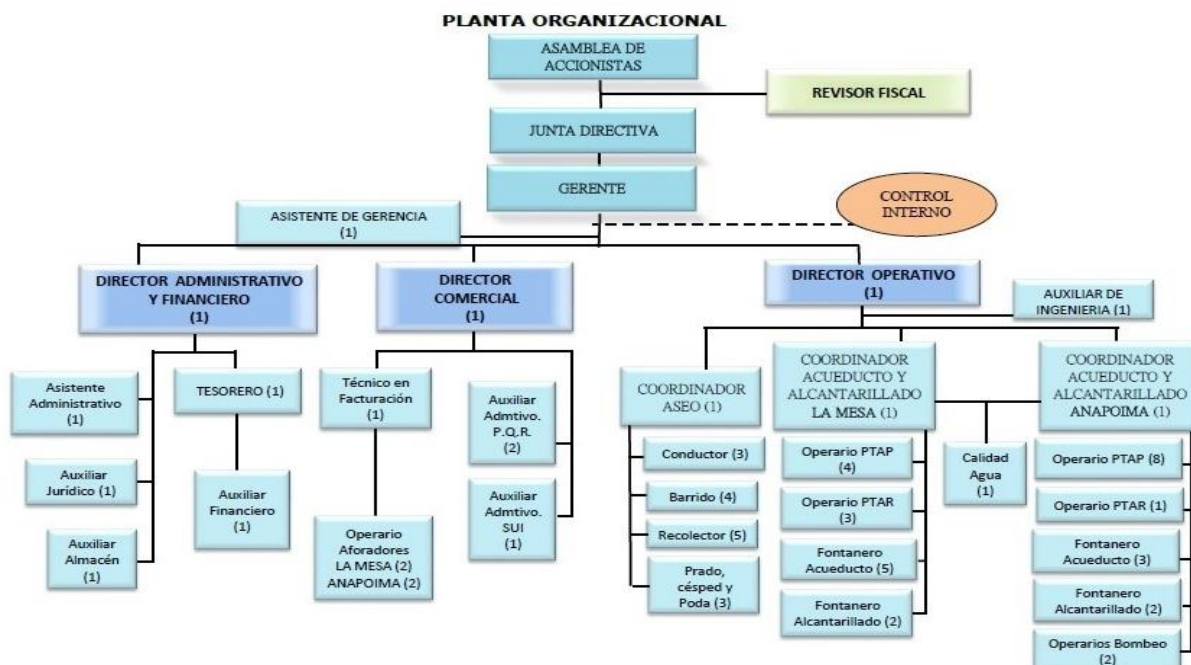 PLANTA ORGANIZACIONAL
ASAMBLEA DE
ACCIONISTAS
REVISOR FISCAL
JUNTA DIRECTIVA
GERENTE
CONTROL
INTERNO
ASISTENTE DE GERENCIA
(1)
DIRECTOR ADMINISTRATIVO
Y FINANCIERO
(1)
DIRECTOR
COMERCIAL
(1)
DIRECTOR OPERATIVO
(1)
AUXILIAR DE
INGENIERIA (1)
Asistente
Administrativo
(1)
TESORERO (1)
Auxiliar
Jurídico (1)
Auxiliar
Financiero
(1)
Auxiliar
Almacén
(1)
Técnico en
Facturación
(1)
Auxiliar
Admtivo.
P.Q.R.
(2)
Operario
Aforadores
LA MESA (2)
ANAPOIMA (2)
Auxiliar
Admtivo.
SUI
(1)
COORDINADOR
ASEO (1)
Conductor (3)
Barrido (4)
Recolector (5)
Prado,
césped y
Poda (3)
COORDINADOR
ACUEDUCTO Y
ALCANTARILLADO
LA MESA (1)
Operario PTAP
(4)
Operario PTAR
(3)
Fontanero
Acueducto (5)
Fontanero
Alcantarillado (2)
Calidad
Agua
(1)
COORDINADOR
ACUEDUCTO Y
ALCANTARILLADO
ANAPOIMA (1)
Operario PTAP (8)
Operario PTAR (1)
Fontanero
Acueducto (3)
Fontanero
Alcantarillado (2)
Operarios Bombeo
(2)